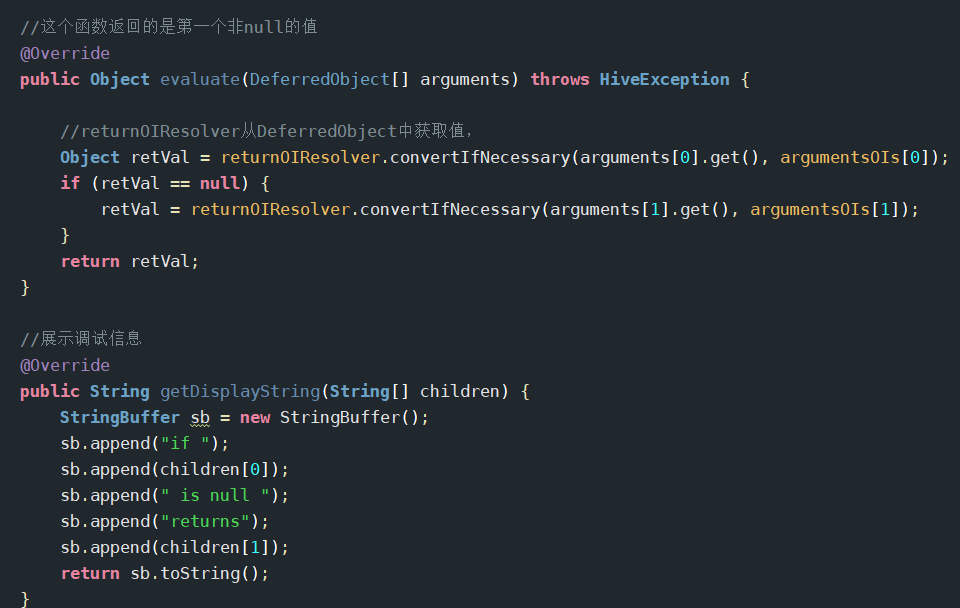 //这个函数返回的是第一个非null的值
@Override
public Object evaluate(DeferredObject[] arguments) throws HiveException {
//returnOIResolver从DeferredObject中获取值,
Object retVal = returnOIResolver.convertIfNecessary(arguments[0].get(), argumentsOIs[0]);
if (retVal == null) {
retVal = returnOIResolver.convertIfNecessary(arguments[1].get(), argumentsOIs[1]);
}
return retVal;
}
//展示调试信息
@Override
public String getDisplayString(String[] children) {
StringBuffer sb = new StringBuffer();
sb.append("if ");
sb.append(children[0]);
sb.append(" is null ");
sb.append("returns");
sb.append(children[1]);
return sb.toString();
}